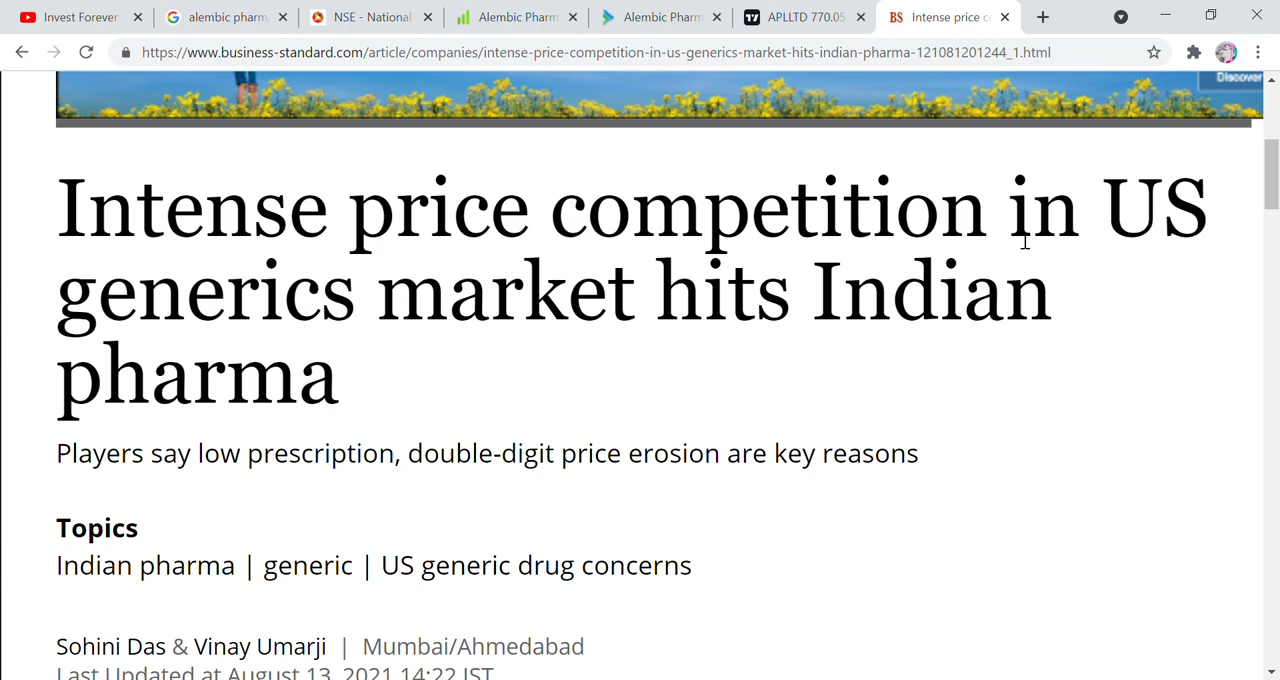 Invest Forever
alembic pharm
NSE - National
Alembic Pharm
Alembic Pharm
APLLTD 770.05
BS Intense price co
https://www.business-standard.com/article/companies/intense-price-competition-in-us-generics-market-hits-indian-pharma-121081201244_1.html
Discover
Intense price competition in US
generics market hits Indian
pharma
Players say low prescription, double-digit price erosion are key reasons
Topics
Indian pharma | generic | US generic drug concerns
Sohini Das & Vinay Umarji | Mumbai/Ahmedabad
Last Updated at August 13, 2021 14:22 IST